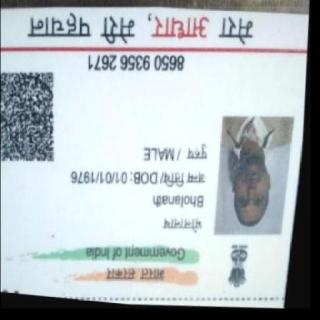 भारत सरकार
Government of India
भोलानाथ
Bholanath
जन्म तिथि/ DOB: 01/01/1976
पुरुष / MALE
8650 9356 2671
मेरा आधार, मेरी पहचान